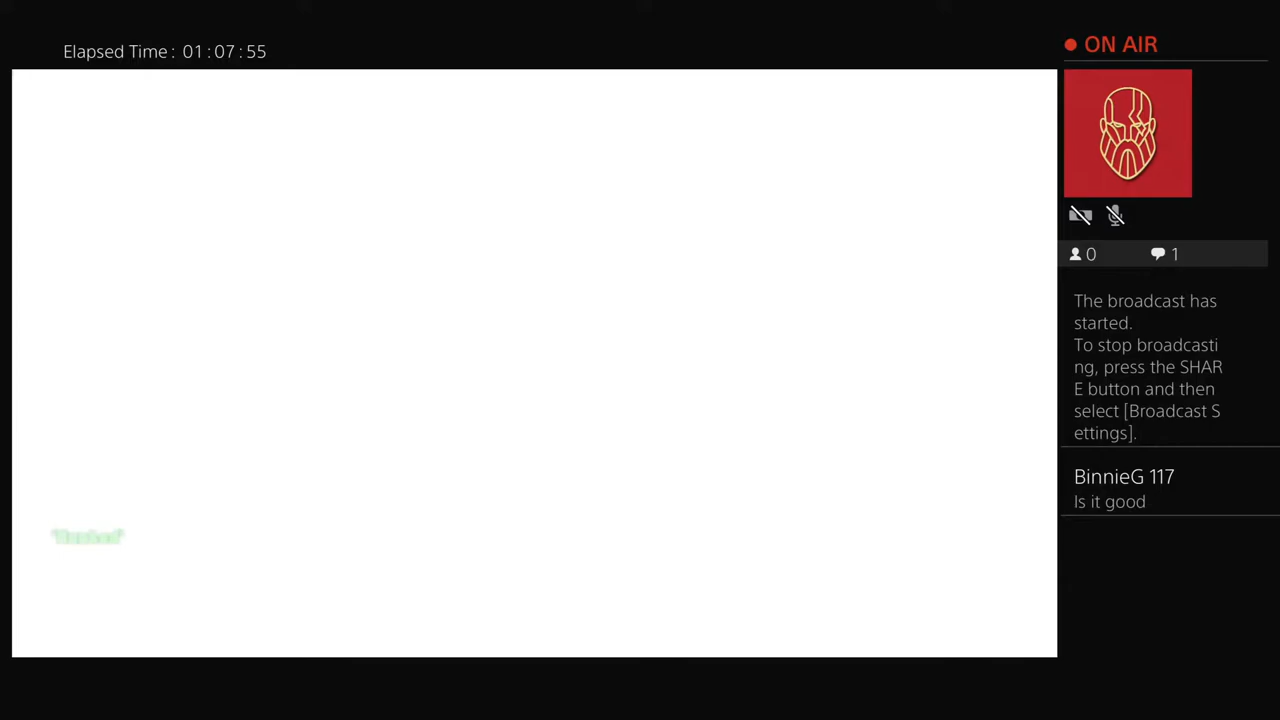 Elapsed Time : 01:07:55
ON AIR
0 1
The broadcast has
started.
To stop broadcasti
ng, press the SHAR
E button and then
select [Broadcast S
ettings].
BinnieG 117
Is it good